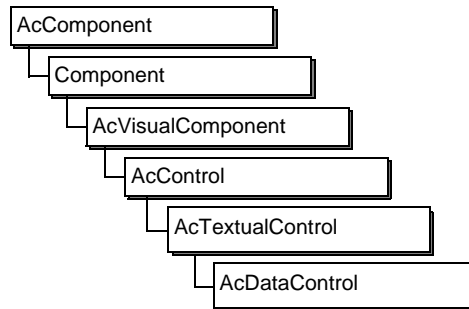 AcComponent
Component
AcVisualComponent
AcControl
AcTextualControl
AcDataControl